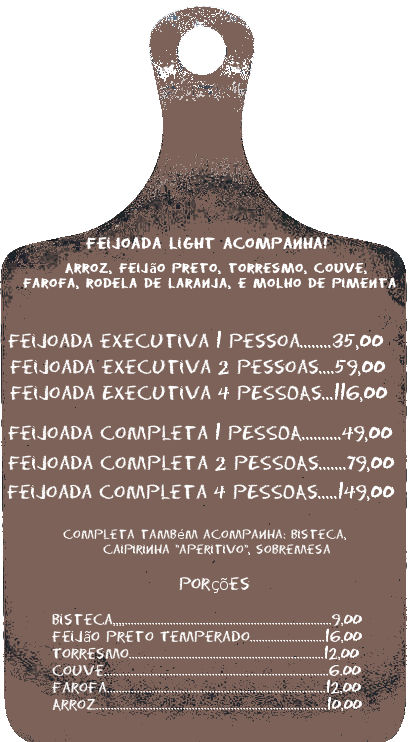 FEIJOADA LIGHT ACOMPANHA!
ARROZ, FEIJÃO PRETO, TORRESMO, COUVE,
FAROFA, RODELA DE LARANJA, E MOLHO DE PIMENTA
FEIJOADA EXECUTIVA 1 PESSOA........35,00
FEIJOADA EXECUTIVA 2 PESSOAS....59,00
FEIJOADA EXECUTIVA 4 PESSOAS...116,00
FEIJOADA COMPLETA 1 PESSOA..........49,00
FEIJOADA COMPLETA 2 PESSOAS.......79,00
FEIJOADA COMPLETA 4 PESSOAS.....149,00
COMPLETA TAMBÉM ACOMPANHA: BISTECA,
CAIPIRINHA "APERITIVO", SOBREMESA
PORÇÕES
BISTECA,,,......................................................9,00
FEIJÃO PRETO TEMPERADO...................16,00
TORRESMO.................................................12,00
COUVE........................................................6,00
FAROFA......................................................12,00
ARROZ.........................................................10,00